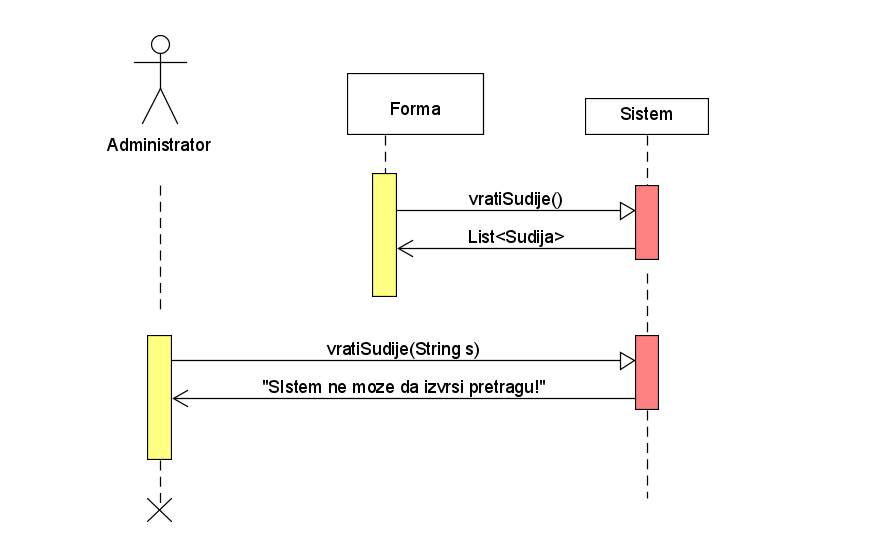 Forma
Sistem
Administrator
vratiSudije()
List<Sudija>
vratiSudije(String s)
"SIstem ne moze da izvrsi pretragu!"